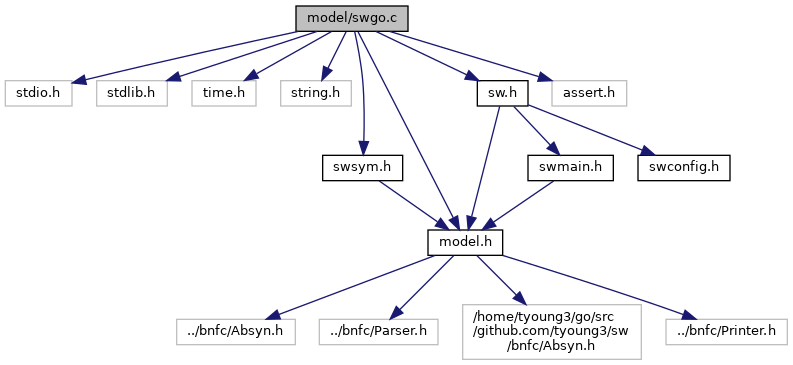 model/swgo.c
stdio.h
stdlib.h
time.h
string.h
sw.h
assert.h
swsym.h
swmain.h
swconfig.h
model.h
../bnfc/Absyn.h
../bnfc/Parser.h
/home/tyoung3/go/src
/github.com/tyoung3/sw
/bnfc/Absyn.h
../bnfc/Printer.h